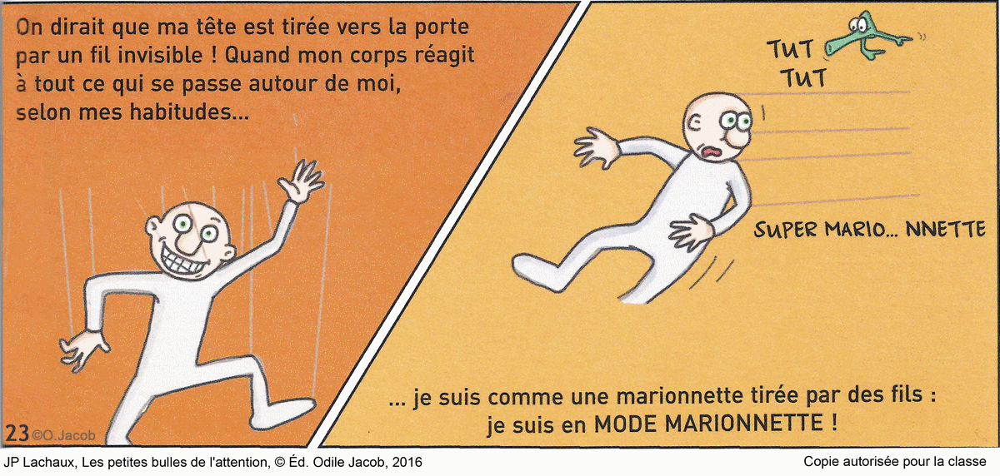 On dirait que ma tête est tirée vers la porte
par un fil invisible ! Quand mon corps réagit
à tout ce qui se passe autour de moi,
selon mes habitudes...
TUT
TUT
SUPER MARIO... NNETTE
... je suis comme une marionnette tirée par des fils :
je suis en MODE MARIONNETTE !
23 ©O.Jacob
JP Lachaux, Les petites bulles de l'attention, © Éd. Odile Jacob, 2016
Copie autorisée pour la classe